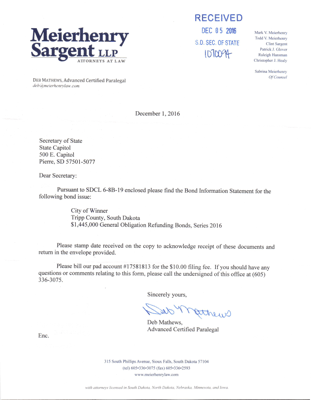 Meierhenry
Sargent LLP
ATTORNEYS AT LAW
RECEIVED
DEC 05 2016
S.D. SEC. OF STATE
Mark V. Meierhenry
Todd V. Meierhenry
Clint Sargent
Patrick J. Glover
Raleigh Hansman
Christopher J. Healy
Sabrina Meierhenry
Of Counsel
DEB MATHEWS, Advanced Certified Paralegal
deb@meierhenrylaw.com
December 1, 2016
Secretary of State
State Capitol
500 E. Capitol
Pierre, SD 57501-5077
Dear Secretary:
Pursuant to SDCL 6-8B-19 enclosed please find the Bond Information Statement for the
following bond issue:
City of Winner
Tripp County, South Dakota
$1,445,000 General Obligation Refunding Bonds, Series 2016
Please stamp date received on the copy to acknowledge receipt of these documents and
return in the envelope provided.
Please bill our pad account #17581813 for the $10.00 filing fee. If you should have any
questions or comments relating to this form, please call the undersigned of this office at (605)
336-3075.
Sincerely yours,
Deb Mathews
Deb Mathews,
Advanced Certified Paralegal
Enc.
315 South Phillips Avenue, Sioux Falls, South Dakota 57104
(tel) 605•336•3075 (fax) 605•336•2593
www.meierhenrylaw.com
with attorneys licensed in South Dakota, North Dakota, Nebraska, Minnesota, and Iowa